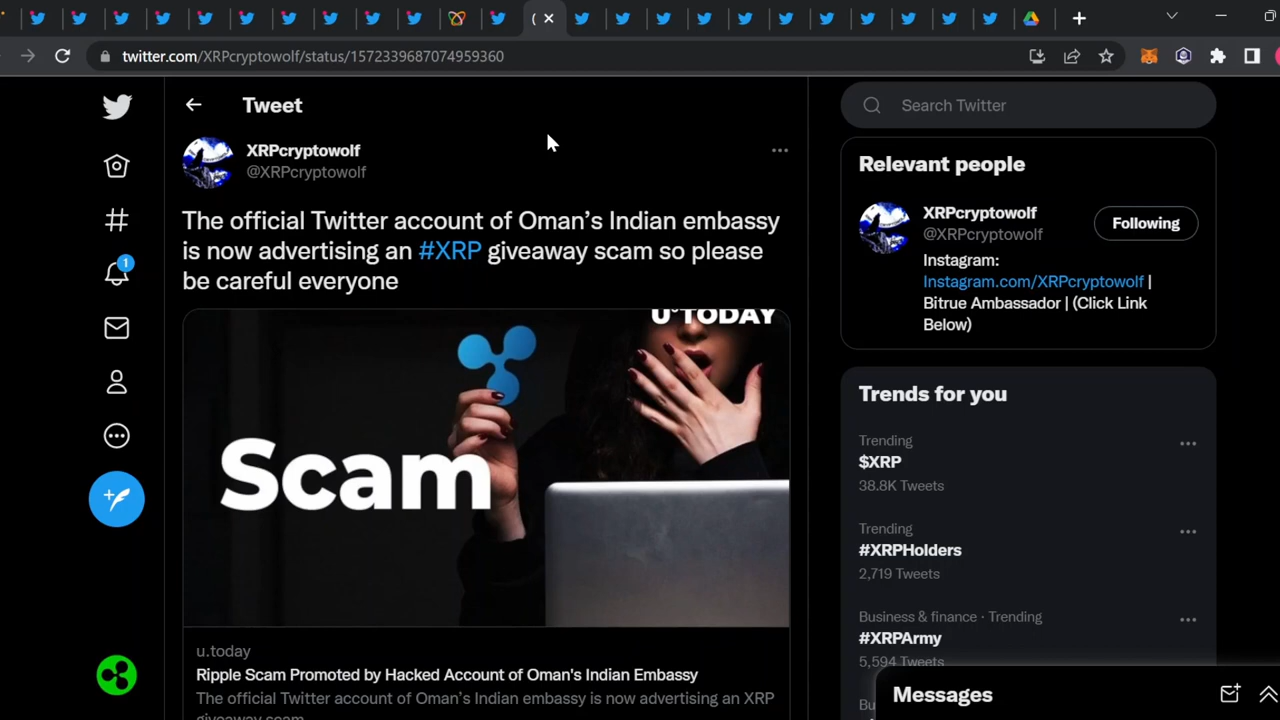 twitter.com/XRPcryptowolf/status/1572339687074959360
Tweet
XRPcryptowolf
@XRPcryptowolf
The official Twitter account of Oman’s Indian embassy
is now advertising an #XRP giveaway scam so please
be careful everyone
U.TODAY
Scam
u.today
Ripple Scam Promoted by Hacked Account of Oman's Indian Embassy
The official Twitter account of Oman’s Indian embassy is now advertising an XRP
giveaway scam
Search Twitter
Relevant people
XRPcryptowolf
@XRPcryptowolf
Following
Instagram:
Instagram.com/XRPcryptowolf |
Bitrue Ambassador | (Click Link
Below)
Trends for you
Trending
$XRP
38.8K Tweets
Trending
#XRPHolders
2,719 Tweets
Business & finance · Trending
#XRPArmy
5,594 Tweets
Bu
Messages
1
(